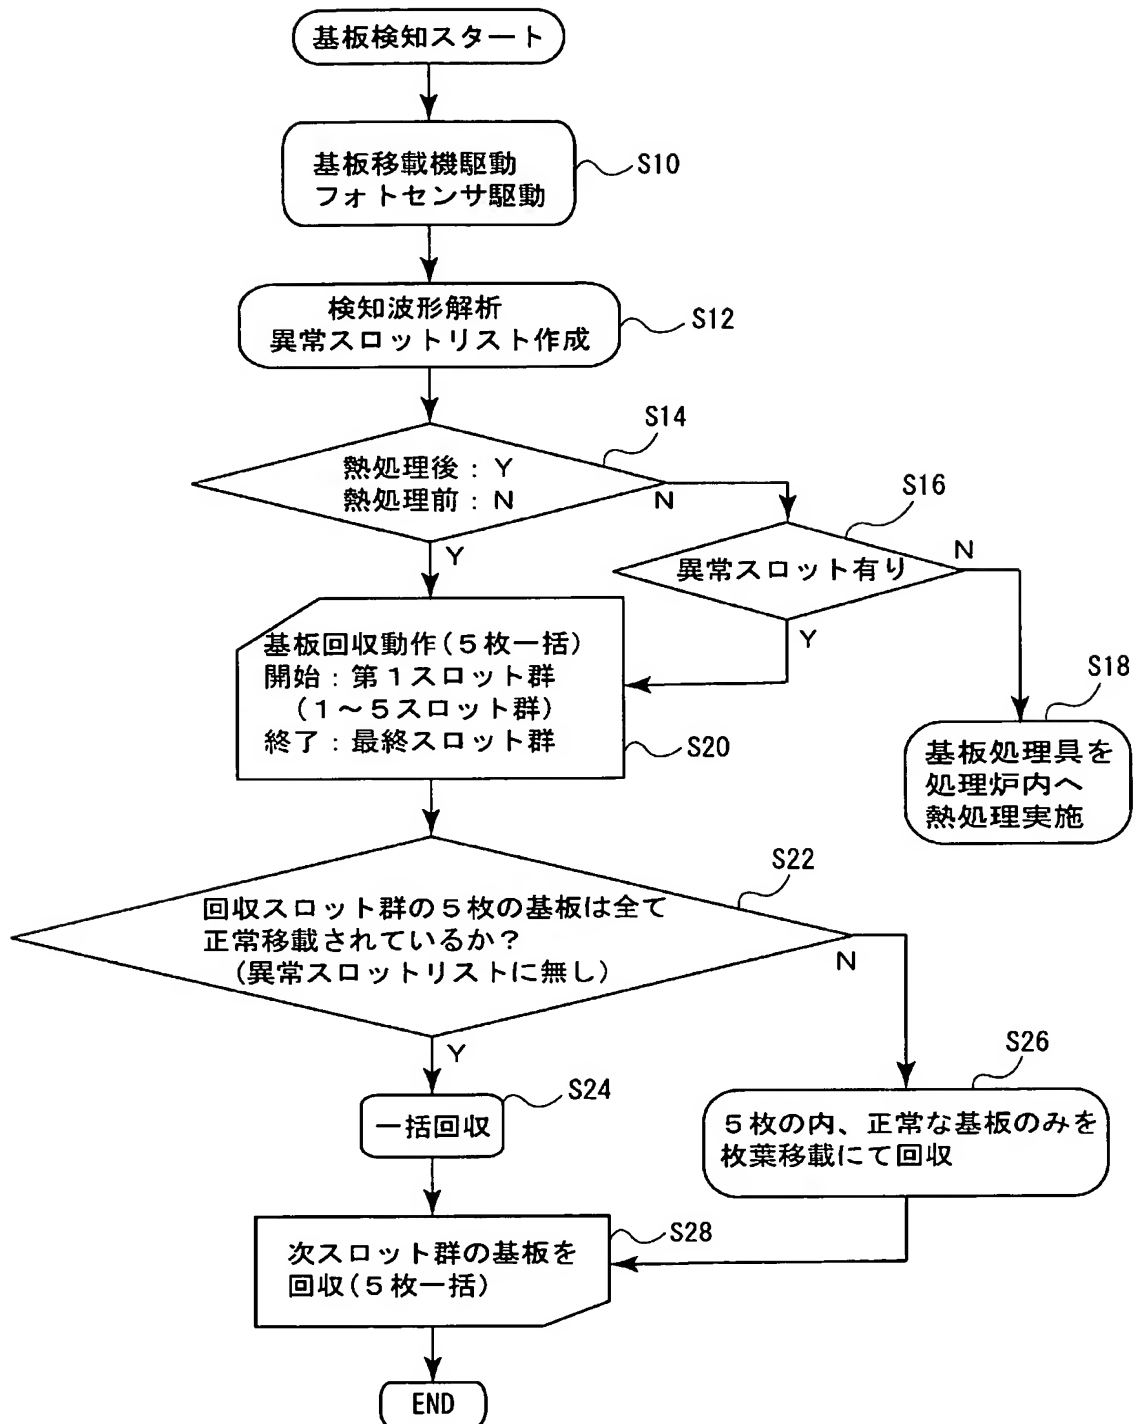 基板検知スタート
基板移載機駆動
フォトセンサ駆動
S10
検知波形解析
異常スロットリスト作成
S12
S14
熱処理後：Y
熱処理前：N
N
Y
S16
異常スロット有り
N
Y
S18
基板処理具を
処理炉内へ
熱処理実施
基板回収動作(5枚一括)
開始：第1スロット群
(1～5スロット群)
終了：最終スロット群
S20
S22
回収スロット群の5枚の基板は全て
正常移載されているか？
(異常スロットリストに無し)
N
Y
S24
一括回収
S26
5枚の内、正常な基板のみを
枚葉移載にて回収
S28
次スロット群の基板を
回収(5枚一括)
END